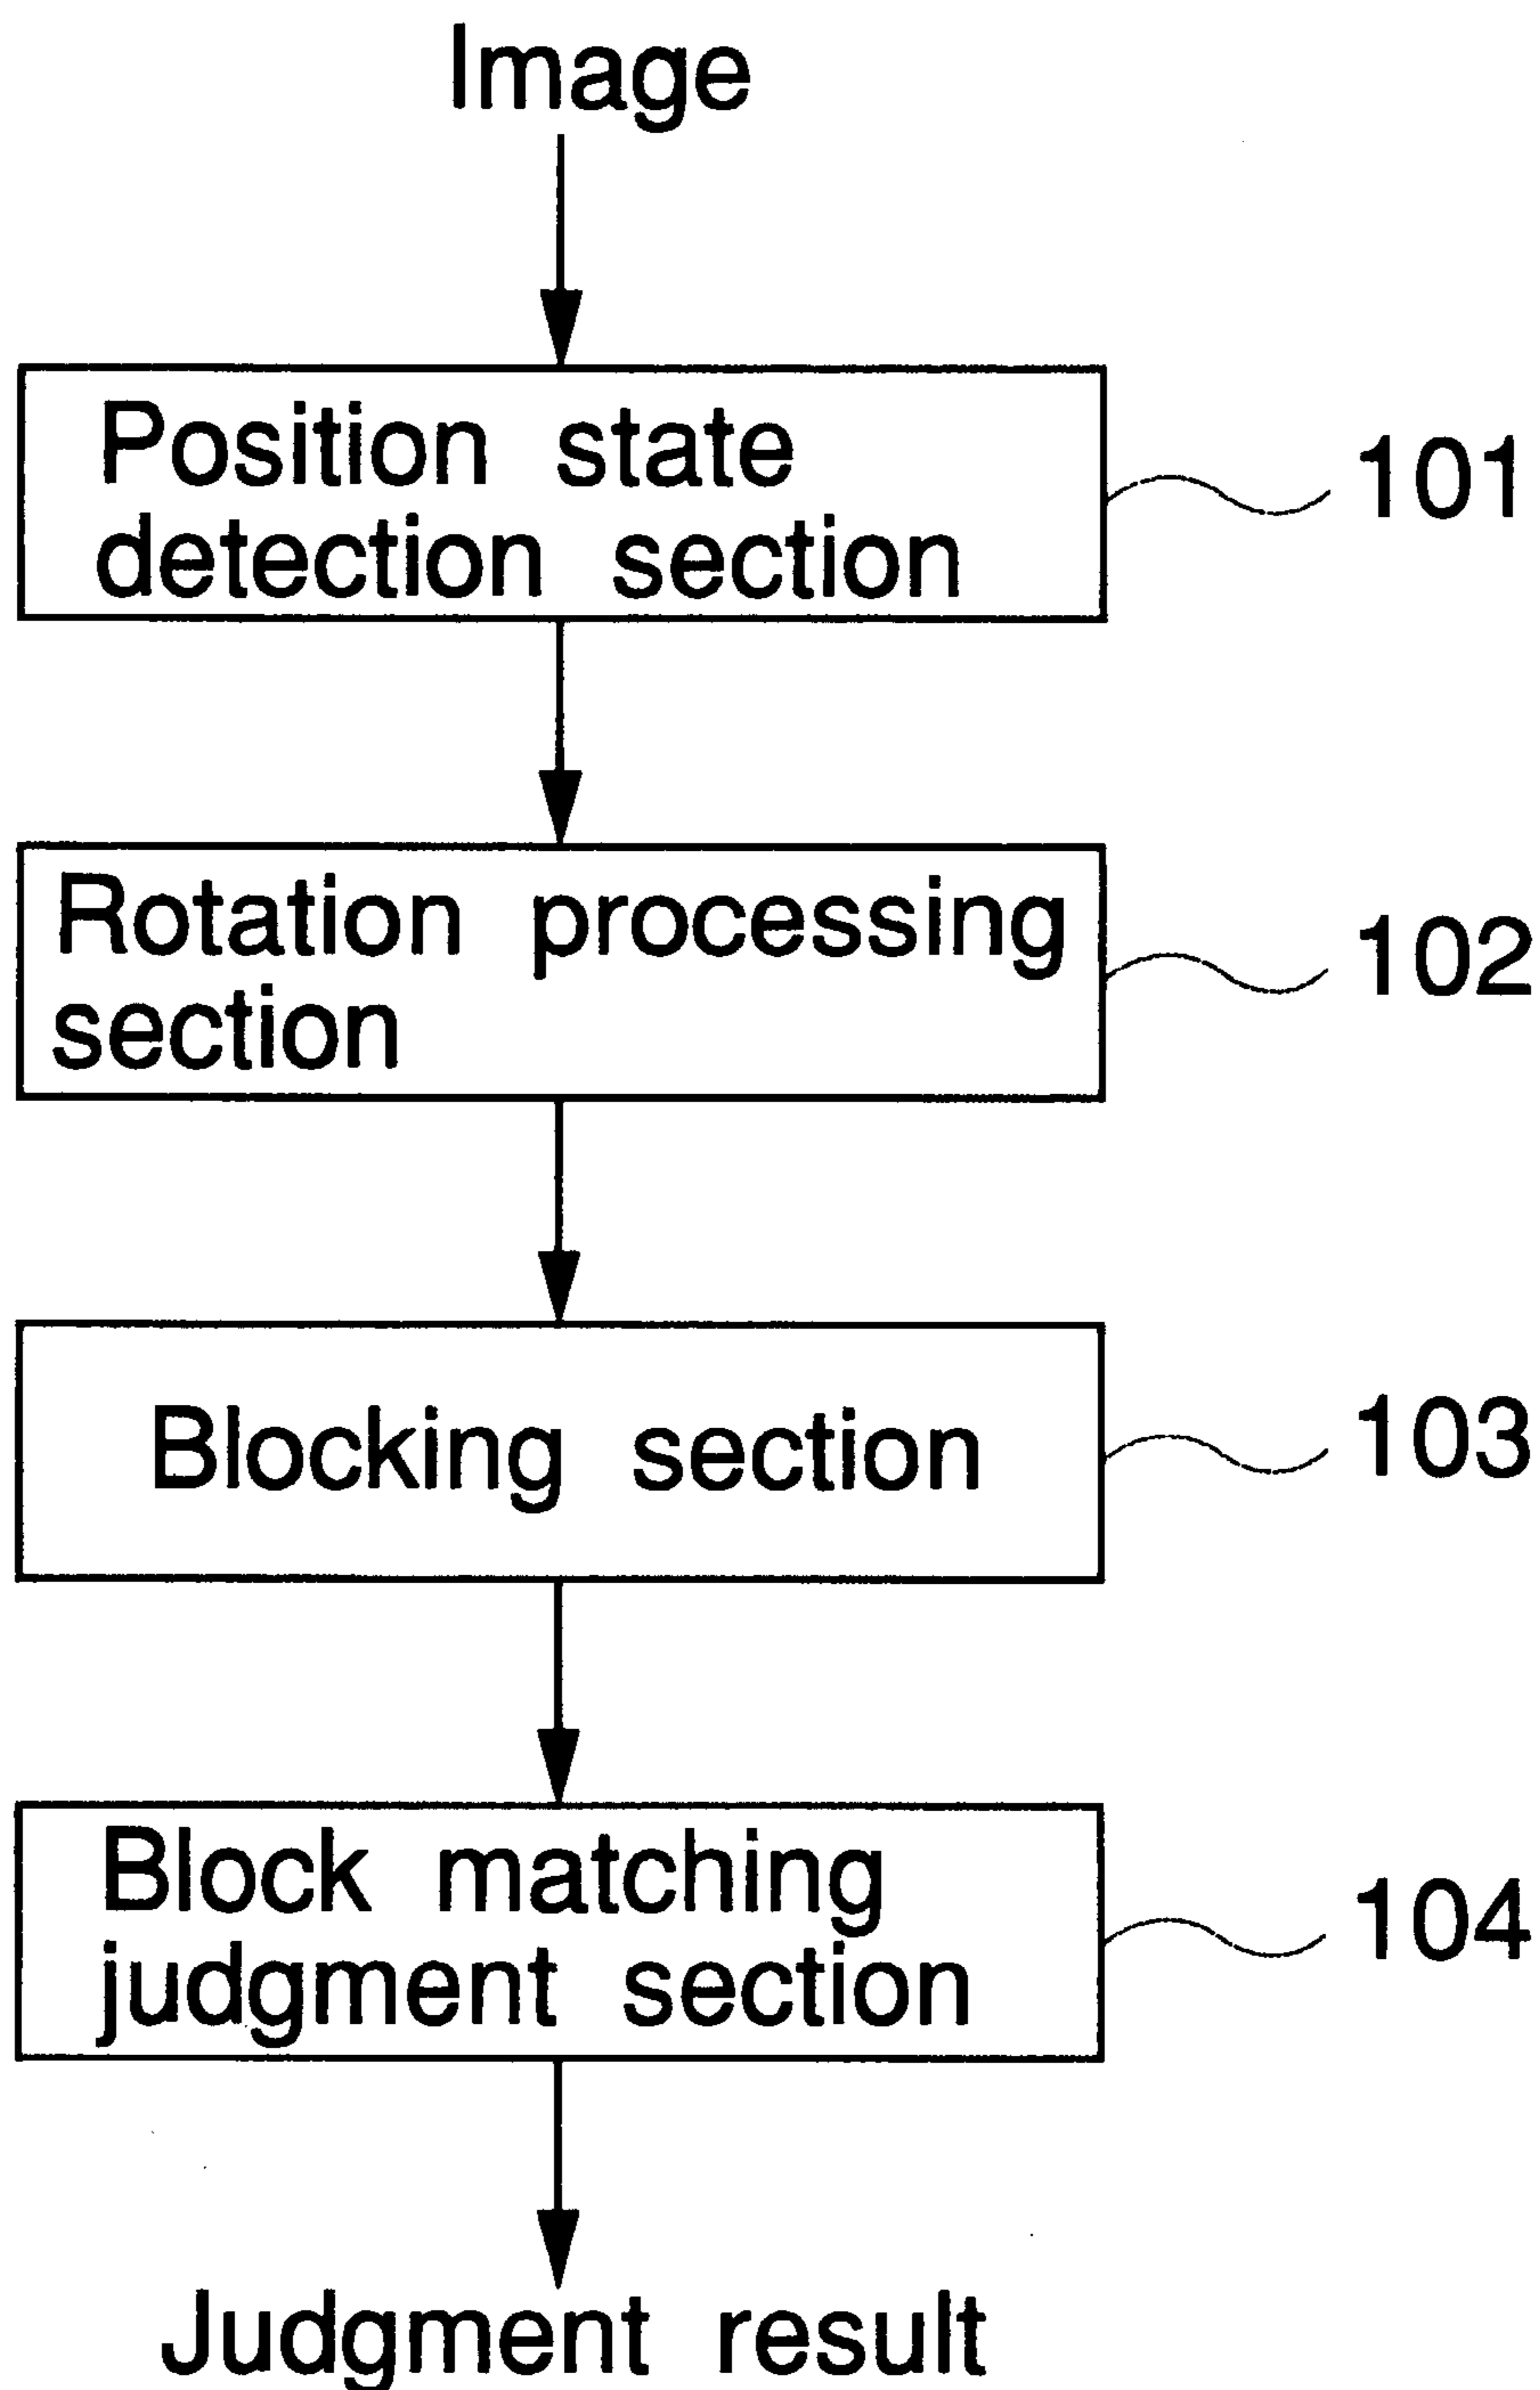 Image
Position state
detection section
101
Rotation processing
section
102
Blocking section
103
Block matching
judgment section
104
Judgment result